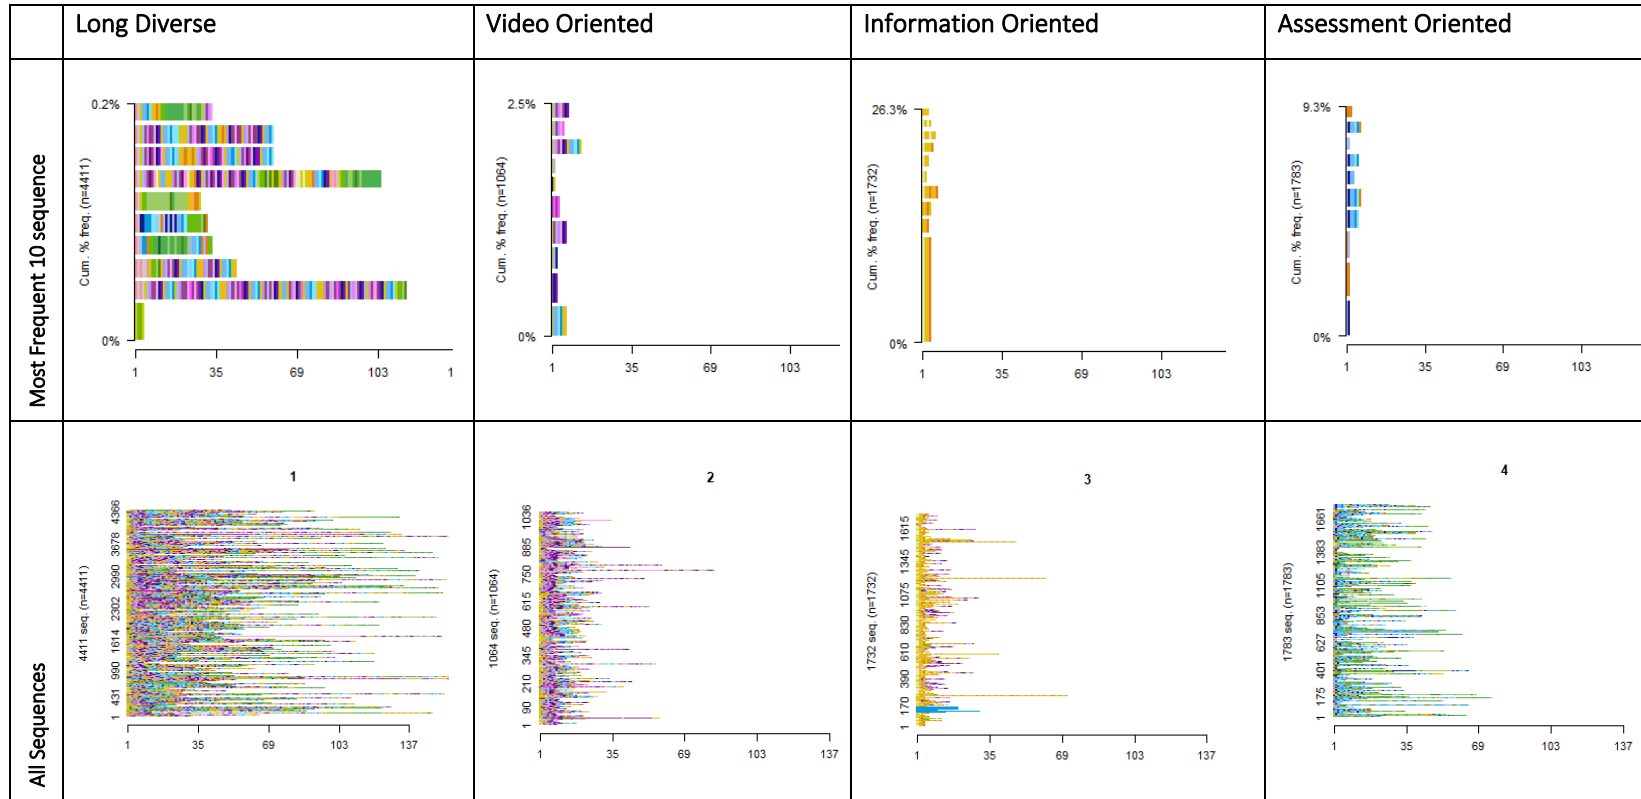 Long Diverse
Video Oriented
Information Oriented
Assessment Oriented
Most Frequent 10 sequence
0.2%
Cum. % freq. (n=4411)
0%
1 35 69 103 1
2.5%
Cum. % freq. (n=1064)
0%
1 35 69 103
26.3%
Cum. % freq. (n=1732)
0%
1 35 69 103
9.3%
Cum. % freq. (n=1783)
0%
1 35 69 103
All Sequences
1
4411 seq. (n=4411)
1 431 990 1614 2302 2990 3678 4366
1 35 69 103 137
2
1064 seq. (n=1064)
1 90 210 345 480 615 750 885 1036
1 35 69 103 137
3
1732 seq. (n=1732)
1 170 390 610 830 1075 1345 1615
1 35 69 103 137
4
1783 seq. (n=1783)
1 175 401 627 853 1105 1383 1661
1 35 69 103 137